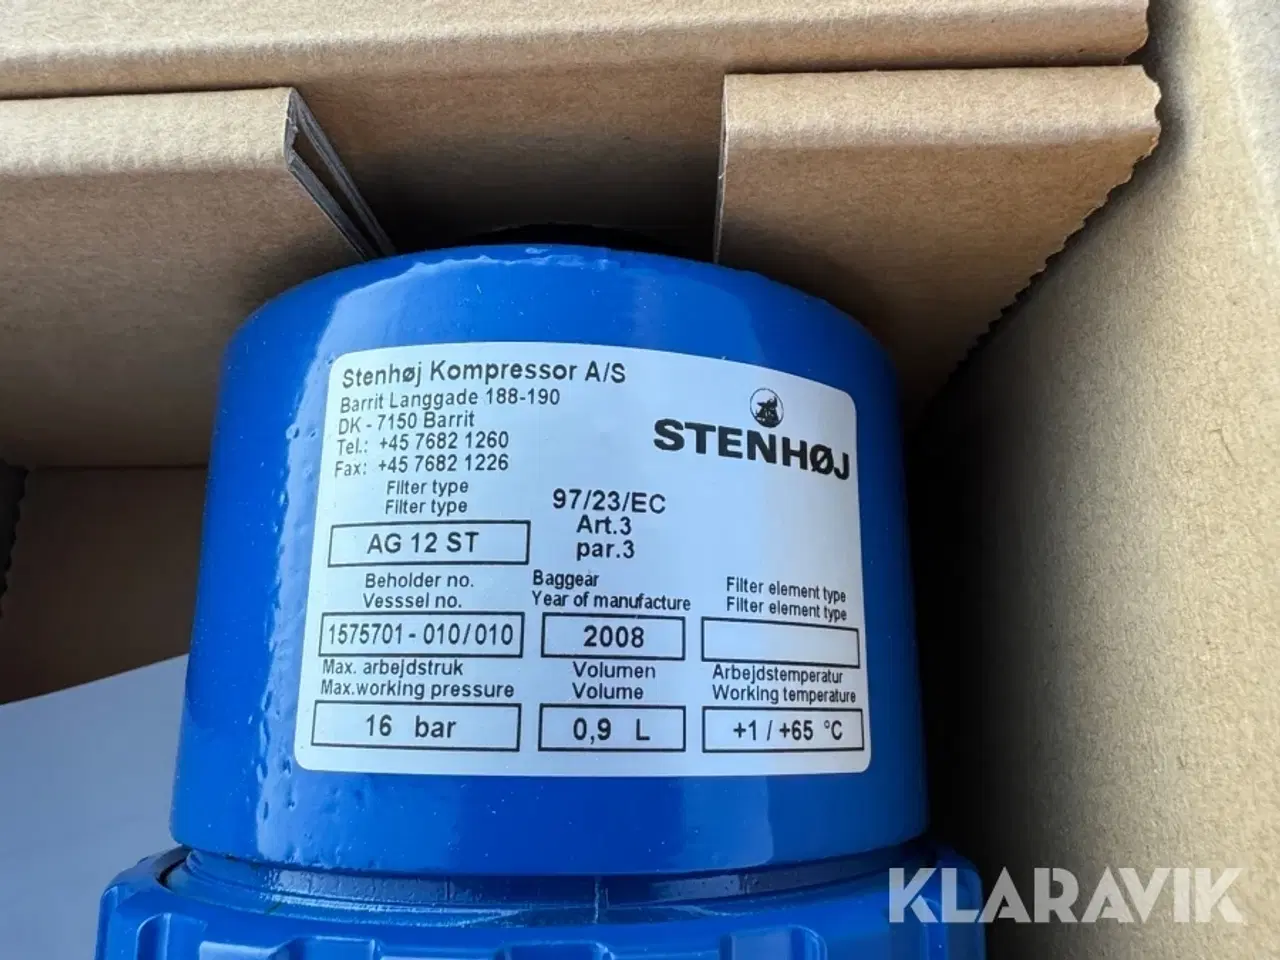 Stenhøj Kompressor A/S
Barrit Langgade 188-190
DK - 7150 Barrit
Tel.: +45 7682 1260
Fax: +45 7682 1226
STENHØJ
Filter type
Filter type
AG 12 ST
97/23/EC
Art.3
par.3
Beholder no.
Vesssel no.
1575701 - 010/010
Baggear
Year of manufacture
2008
Filter element type
Filter element type
Max. arbejdstruk
Max.working pressure
16 bar
Volumen
Volume
0,9 L
Arbejdstemperatur
Working temperature
+1 / +65 °C
KLARAVIK